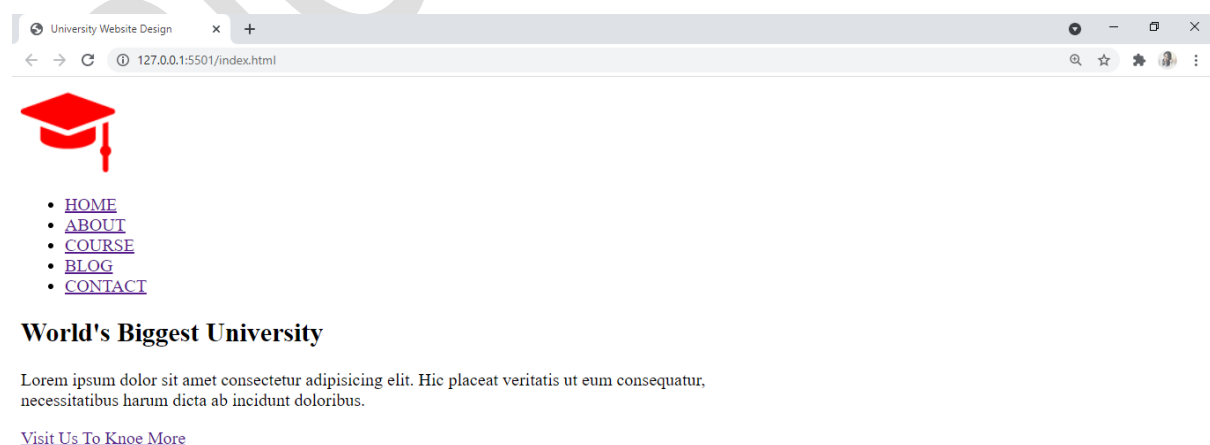 University Website Design
127.0.0.1:5501/index.html
HOME
ABOUT
COURSE
BLOG
CONTACT
World's Biggest University
Lorem ipsum dolor sit amet consectetur adipisicing elit. Hic placeat veritatis ut eum consequatur,
necessitatibus harum dicta ab incidunt doloribus.
Visit Us To Knoe More